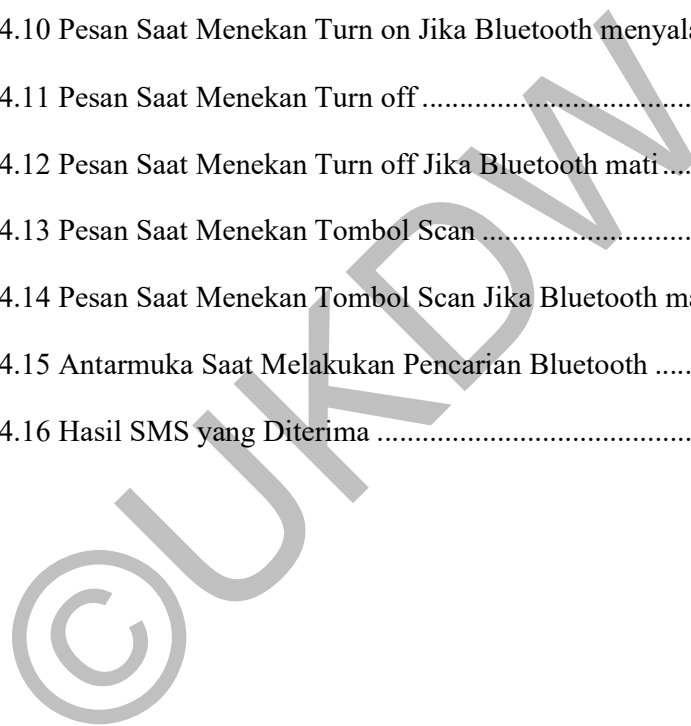 4.10 Pesan Saat Menekan Turn on Jika Bluetooth menyala
4.11 Pesan Saat Menekan Turn off ........................................
4.12 Pesan Saat Menekan Turn off Jika Bluetooth mati....
4.13 Pesan Saat Menekan Tombol Scan ...............................
4.14 Pesan Saat Menekan Tombol Scan Jika Bluetooth
4.15 Antarmuka Saat Melakukan Pencarian Bluetooth .....
4.16 Hasil SMS yang Diterima .............................................
©UKDW